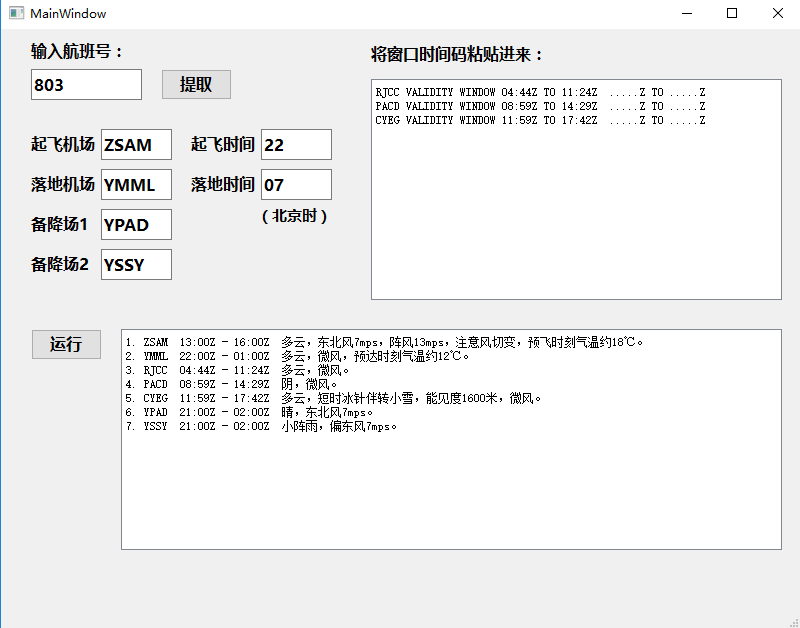 MainWindow
输入航班号：
803
提取
起飞机场 ZSAM 起飞时间 22
落地机场 YMML 落地时间 07
备降场1 YPAD
（北京时）
备降场2 YSSY
将窗口时间码粘贴进来：
RJCC VALIDITY WINDOW 04:44Z TO 11:24Z .....Z TO .....Z
PACD VALIDITY WINDOW 08:59Z TO 14:29Z .....Z TO .....Z
CYEG VALIDITY WINDOW 11:59Z TO 17:42Z .....Z TO .....Z
运行
1. ZSAM 13:00Z - 16:00Z 多云，东北风7mps，阵风13mps，注意风切变，预飞时刻气温约18℃。
2. YMML 22:00Z - 01:00Z 多云，微风，预达时刻气温约12℃。
3. RJCC 04:44Z - 11:24Z 多云，微风。
4. PACD 08:59Z - 14:29Z 阴，微风。
5. CYEG 11:59Z - 17:42Z 多云，短时冰针伴转小雪，能见度1600米，微风。
6. YPAD 21:00Z - 02:00Z 晴，东北风7mps。
7. YSSY 21:00Z - 02:00Z 小阵雨，偏东风7mps。